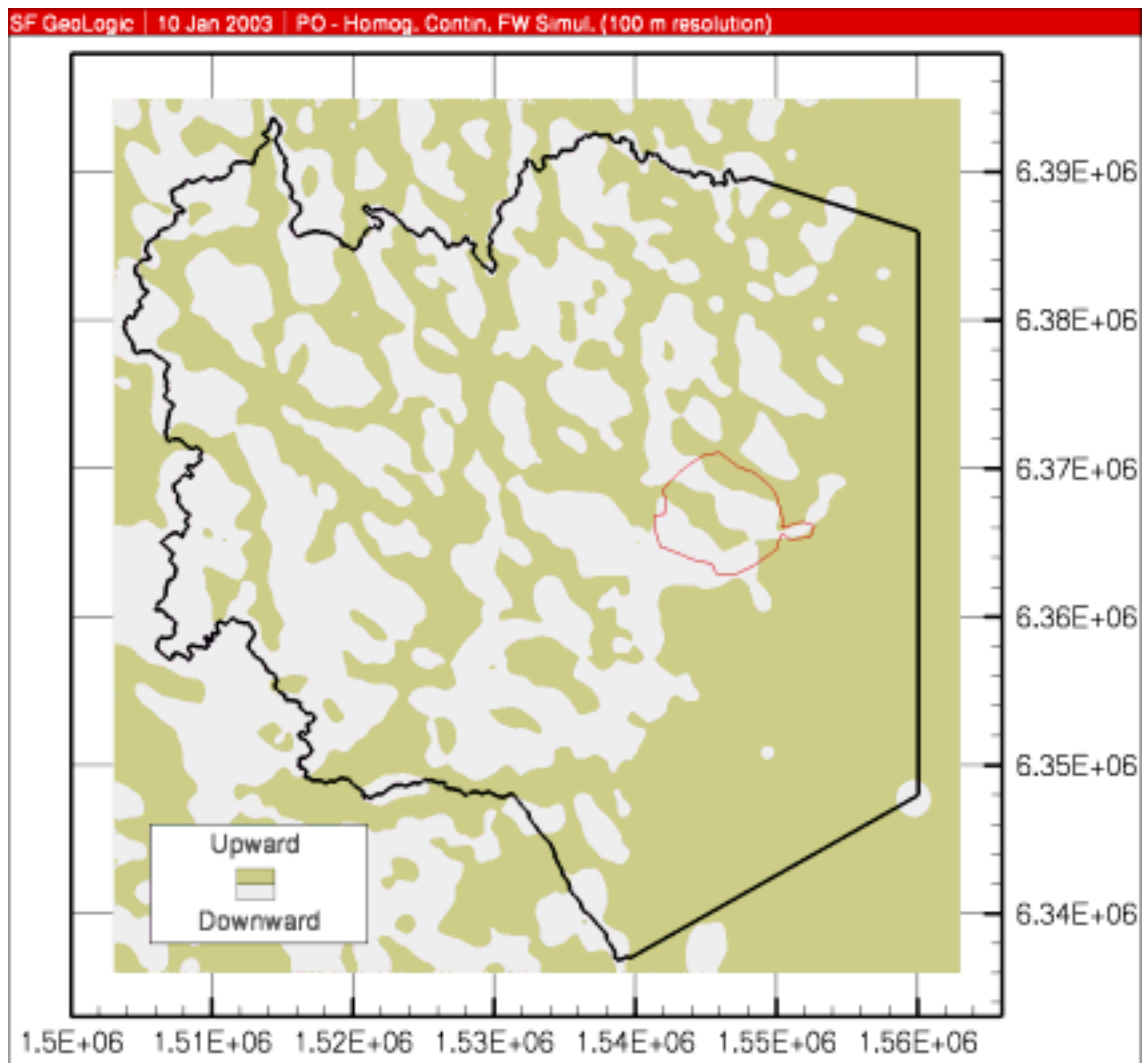 SF GeoLogic | 10 Jan 2003 | PO - Homog. Contin. FW Simul. (100 m resolution)
6.39E+06
6.38E+06
6.37E+06
6.36E+06
6.35E+06
6.34E+06
Upward
Downward
1.5E+06 1.51E+06 1.52E+06 1.53E+06 1.54E+06 1.55E+06 1.56E+06